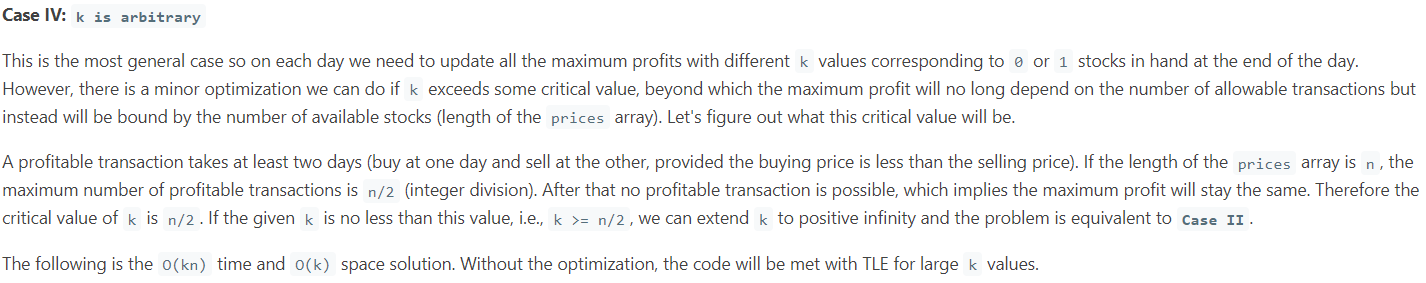 Case IV: k is arbitrary
This is the most general case so on each day we need to update all the maximum profits with different k values corresponding to 0 or 1 stocks in hand at the end of the day.
However, there is a minor optimization we can do if k exceeds some critical value, beyond which the maximum profit will no long depend on the number of allowable transactions but
instead will be bound by the number of available stocks (length of the prices array). Let's figure out what this critical value will be.
A profitable transaction takes at least two days (buy at one day and sell at the other, provided the buying price is less than the selling price). If the length of the prices array is n, the
maximum number of profitable transactions is n/2 (integer division). After that no profitable transaction is possible, which implies the maximum profit will stay the same. Therefore the
critical value of k is n/2. If the given k is no less than this value, i.e., k >= n/2, we can extend k to positive infinity and the problem is equivalent to Case II.
The following is the O(kn) time and O(k) space solution. Without the optimization, the code will be met with TLE for large k values.